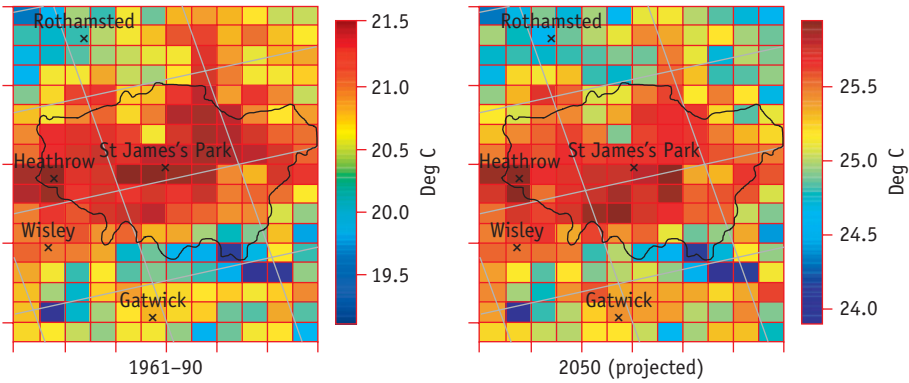 Rothamsted
St James's Park
Heathrow
Wisley
Gatwick
1961–90
21.5
21.0
20.5
20.0
19.5
Deg C
Rothamsted
St James's Park
Heathrow
Wisley
Gatwick
2050 (projected)
25.5
25.0
24.5
24.0
Deg C